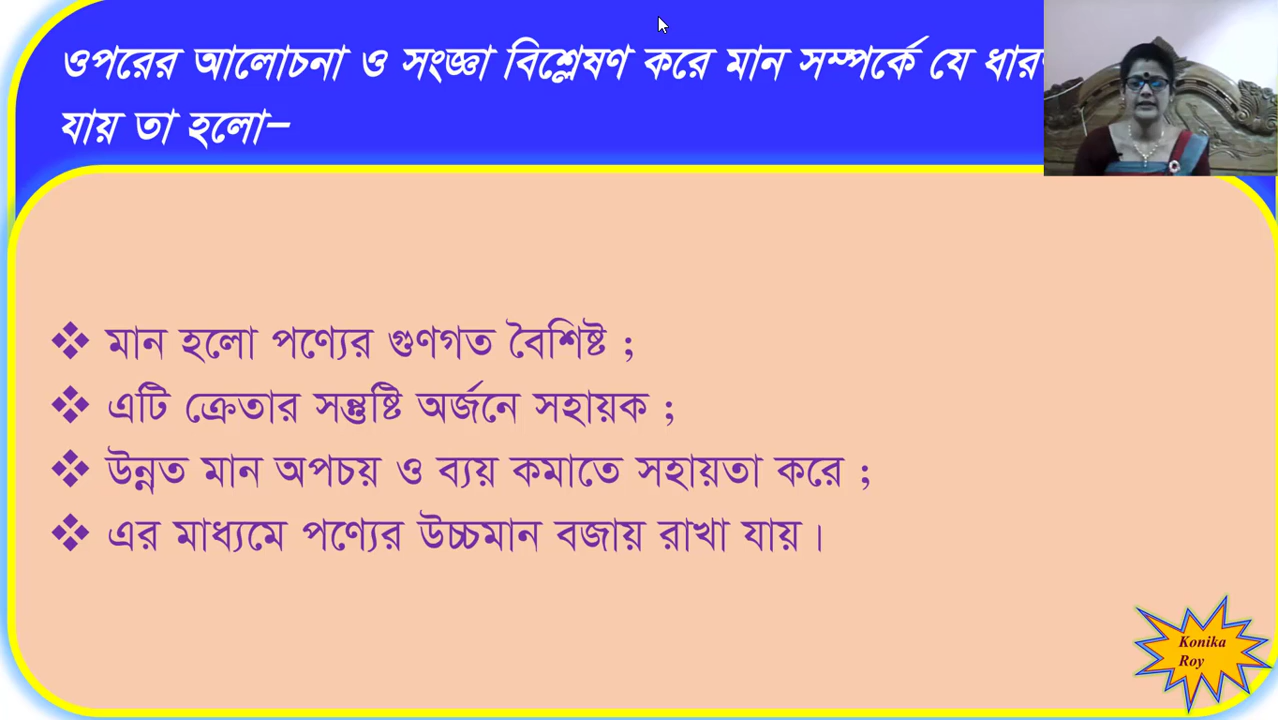 ওপরের আলোচনা ও সংজ্ঞা বিশ্লেষণ করে মান সম্পর্কে যে
যায় তা হলো–
❖ মান হলো পণ্যের গুণগত বৈশিষ্ট ;
❖ এটি ক্রেতার সন্তুষ্টি অর্জনে সহায়ক ;
❖ উন্নত মান অপচয় ও ব্যয় কমাতে সহায়তা করে ;
❖ এর মাধ্যমে পণ্যের উচ্চমান বজায় রাখা যায় ।
Konika
Roy